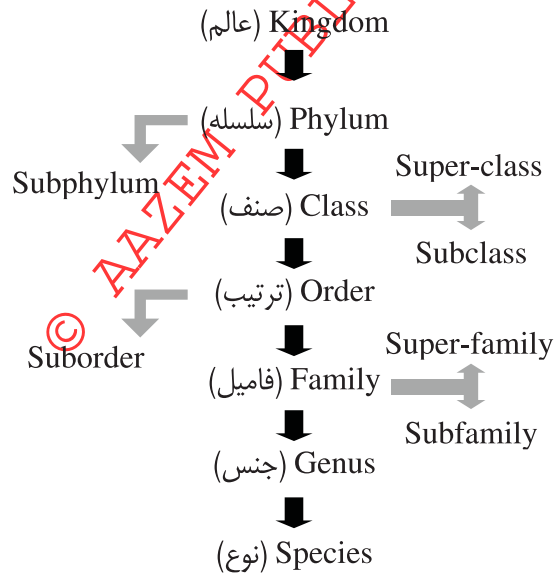 Kingdom (عالم)
Phylum (سلسله)
Subphylum
Super-class
Class (صنف)
Subclass
Order (ترتیب)
Suborder
Super-family
Family (فامیل)
Subfamily
Genus (جنس)
Species (نوع)
© AAZEM PUBL